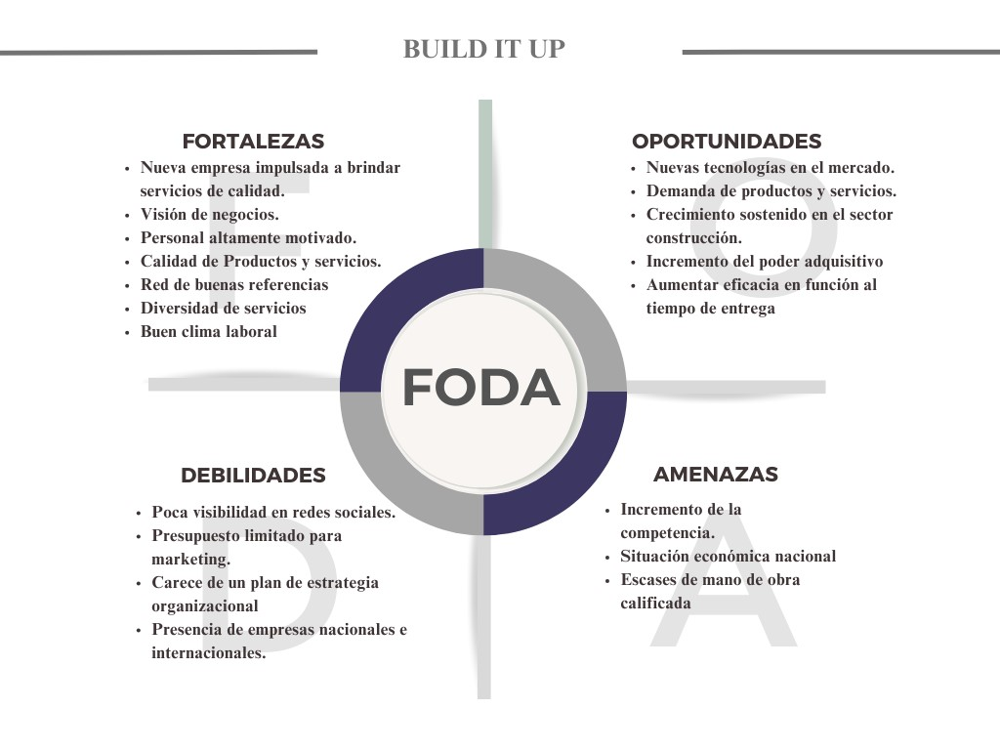 BUILD IT UP
FORTALEZAS
• Nueva empresa impulsada a brindar
servicios de calidad.
• Visión de negocios.
• Personal altamente motivado.
• Calidad de Productos y servicios.
• Red de buenas referencias
• Diversidad de servicios
• Buen clima laboral
F
OPORTUNIDADES
• Nuevas tecnologías en el mercado.
• Demanda de productos y servicios.
• Crecimiento sostenido en el sector
construcción.
• Incremento del poder adquisitivo
• Aumentar eficacia en función al
tiempo de entrega
O
FODA
DEBILIDADES
• Poca visibilidad en redes sociales.
• Presupuesto limitado para
marketing.
• Carece de un plan de estrategia
organizacional
• Presencia de empresas nacionales e
internacionales.
D
AMENAZAS
• Incremento de la
competencia.
• Situación económica nacional
• Escases de mano de obra
calificada
A